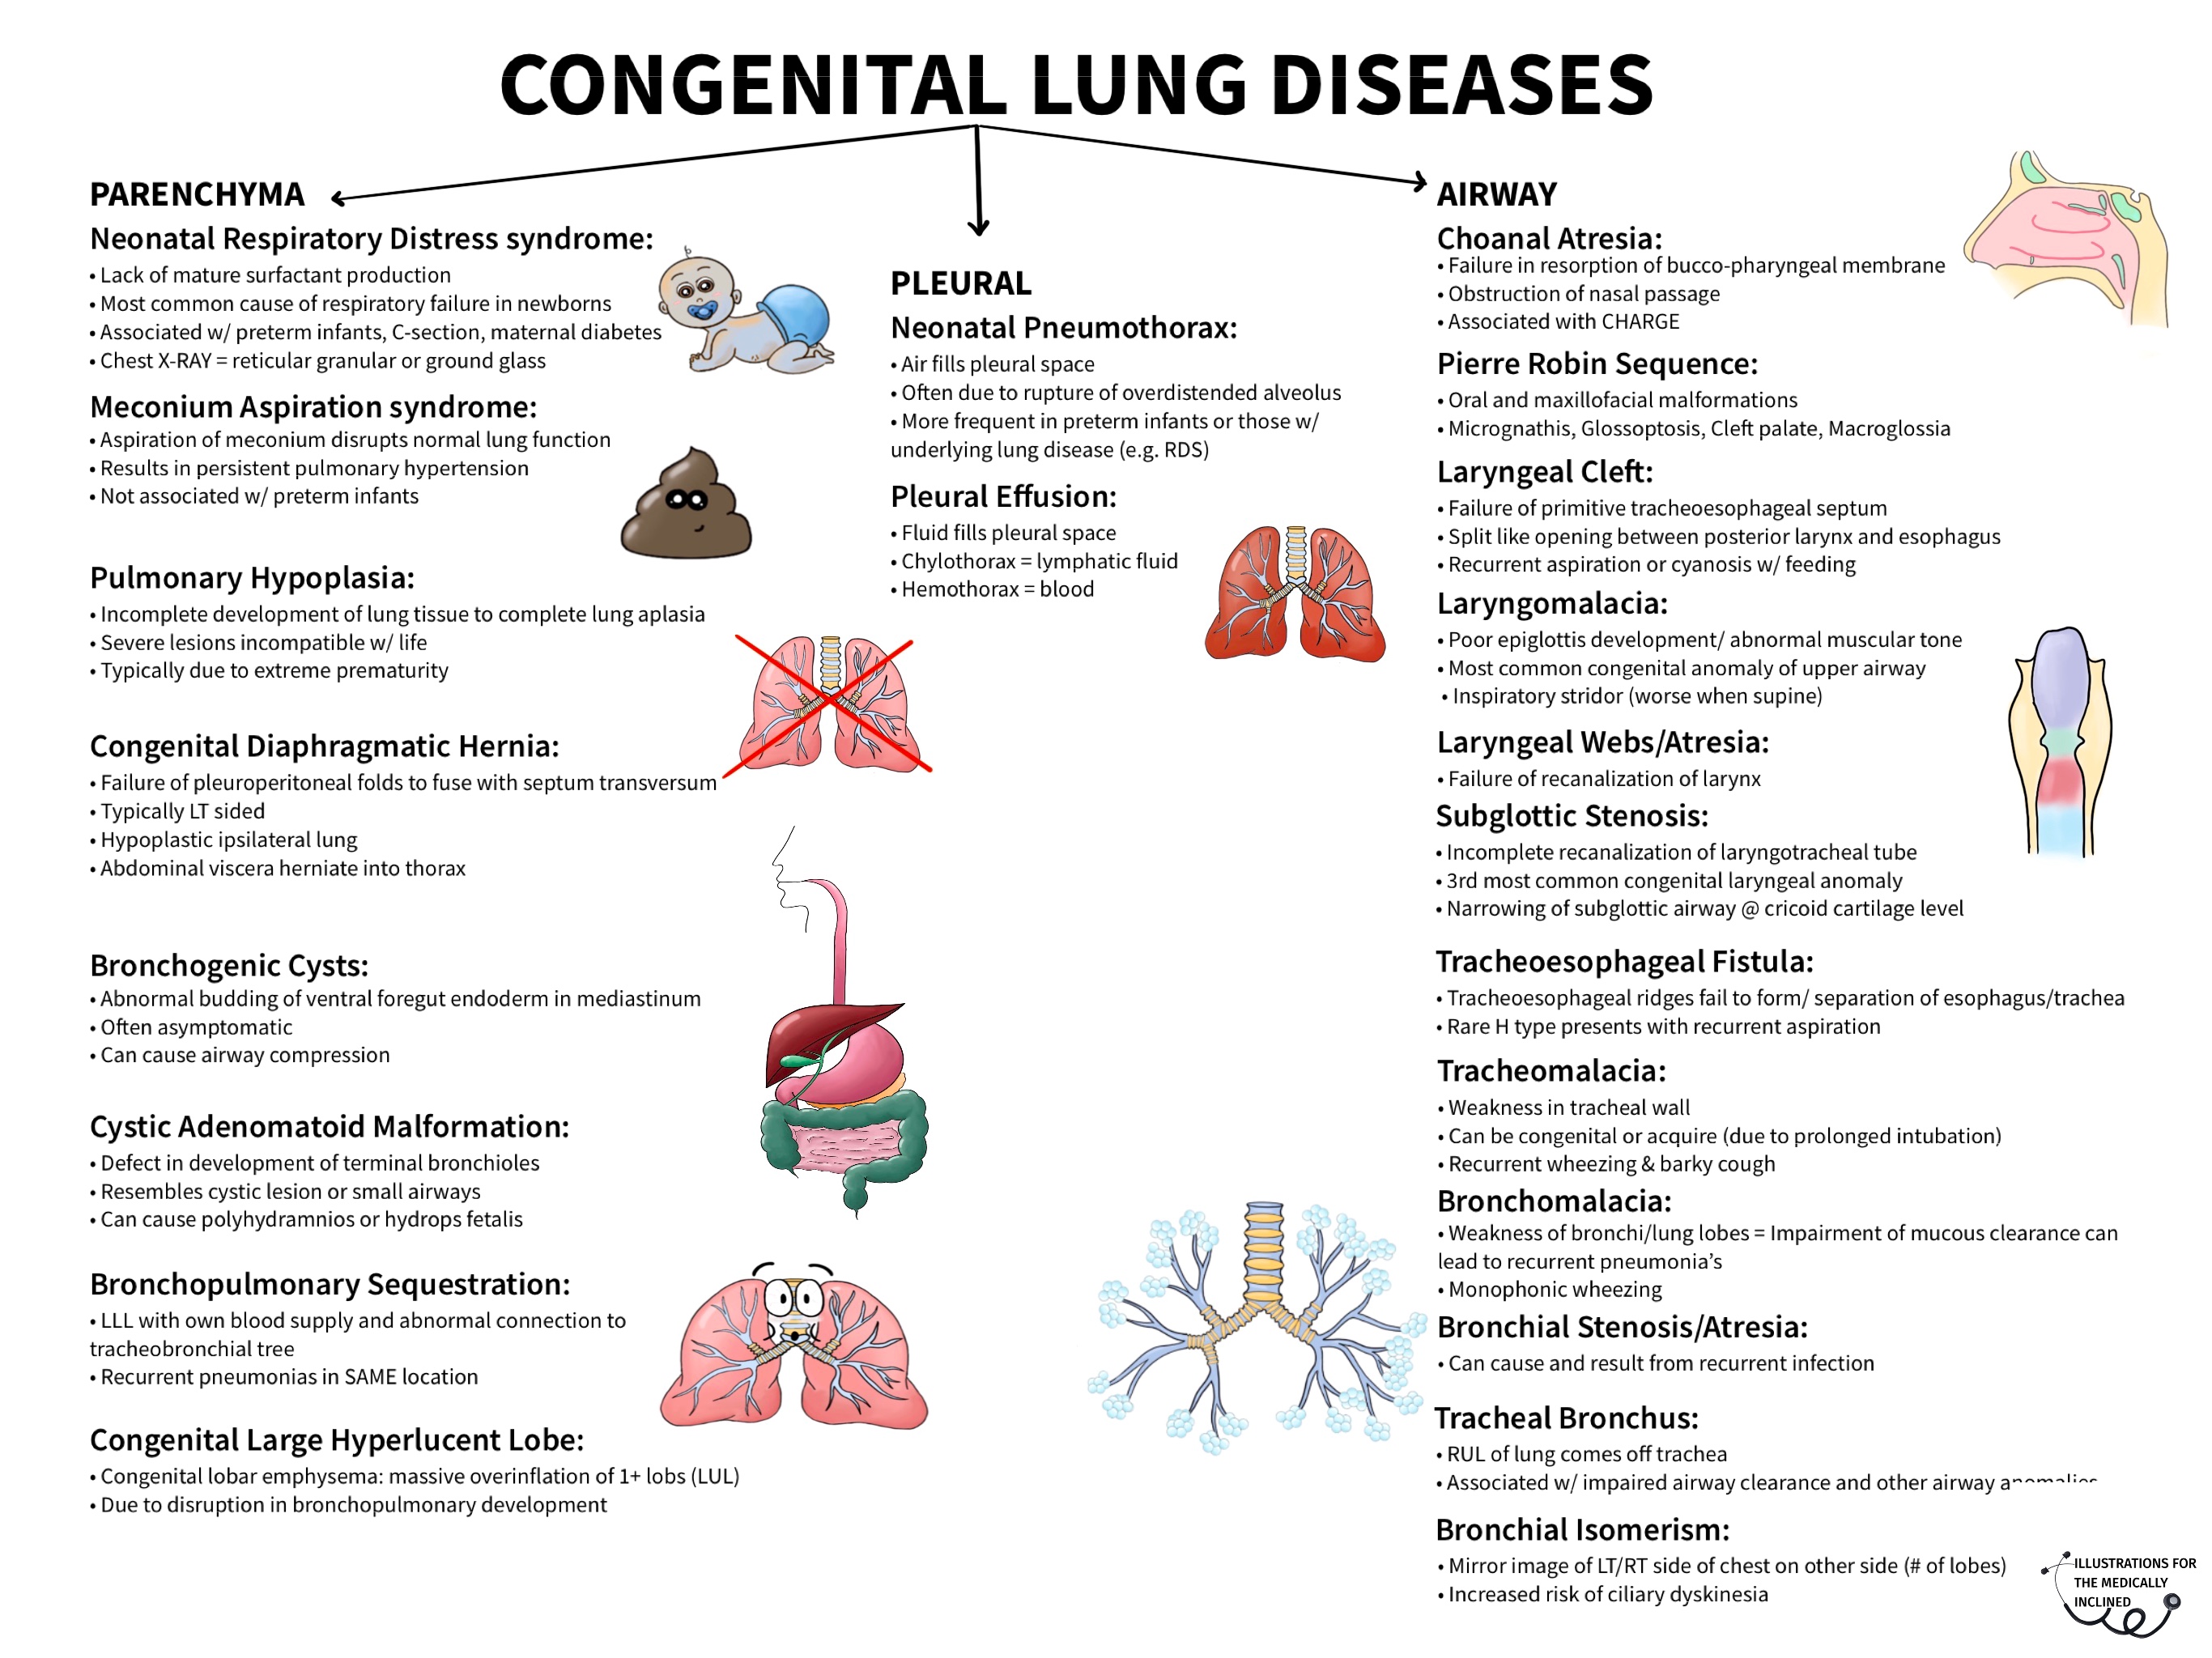 CONGENITAL LUNG DISEASES
PARENCHYMA
Neonatal Respiratory Distress syndrome:
• Lack of mature surfactant production
• Most common cause of respiratory failure in newborns
• Associated w/ preterm infants, C-section, maternal diabetes
• Chest X-RAY = reticular granular or ground glass
Meconium Aspiration syndrome:
• Aspiration of meconium disrupts normal lung function
• Results in persistent pulmonary hypertension
• Not associated w/ preterm infants
Pulmonary Hypoplasia:
• Incomplete development of lung tissue to complete lung aplasia
• Severe lesions incompatible w/ life
• Typically due to extreme prematurity
Congenital Diaphragmatic Hernia:
• Failure of pleuroperitoneal folds to fuse with septum transversum
• Typically LT sided
• Hypoplastic ipsilateral lung
• Abdominal viscera herniate into thorax
Bronchogenic Cysts:
• Abnormal budding of ventral foregut endoderm in mediastinum
• Often asymptomatic
• Can cause airway compression
Cystic Adenomatoid Malformation:
• Defect in development of terminal bronchioles
• Resembles cystic lesion or small airways
• Can cause polyhydramnios or hydrops fetalis
Bronchopulmonary Sequestration:
• LLL with own blood supply and abnormal connection to
tracheobronchial tree
• Recurrent pneumonias in SAME location
Congenital Large Hyperlucent Lobe:
• Congenital lobar emphysema: massive overinflation of 1+ lobs (LUL)
• Due to disruption in bronchopulmonary development
PLEURAL
Neonatal Pneumothorax:
• Air fills pleural space
• Often due to rupture of overdistended alveolus
• More frequent in preterm infants or those w/
underlying lung disease (e.g. RDS)
Pleural Effusion:
• Fluid fills pleural space
• Chylothorax = lymphatic fluid
• Hemothorax = blood
AIRWAY
Choanal Atresia:
• Failure in resorption of bucco-pharyngeal membrane
• Obstruction of nasal passage
• Associated with CHARGE
Pierre Robin Sequence:
• Oral and maxillofacial malformations
• Micrognathis, Glossoptosis, Cleft palate, Macroglossia
Laryngeal Cleft:
• Failure of primitive tracheoesophageal septum
• Split like opening between posterior larynx and esophagus
• Recurrent aspiration or cyanosis w/ feeding
Laryngomalacia:
• Poor epiglottis development/ abnormal muscular tone
• Most common congenital anomaly of upper airway
• Inspiratory stridor (worse when supine)
Laryngeal Webs/Atresia:
• Failure of recanalization of larynx
Subglottic Stenosis:
• Incomplete recanalization of laryngotracheal tube
• 3rd most common congenital laryngeal anomaly
• Narrowing of subglottic airway @ cricoid cartilage level
Tracheoesophageal Fistula:
• Tracheoesophageal ridges fail to form/ separation of esophagus/trachea
• Rare H type presents with recurrent aspiration
Tracheomalacia:
• Weakness in tracheal wall
• Can be congenital or acquire (due to prolonged intubation)
• Recurrent wheezing & barky cough
Bronchomalacia:
• Weakness of bronchi/lung lobes = Impairment of mucous clearance can
lead to recurrent pneumonia's
• Monophonic wheezing
Bronchial Stenosis/Atresia:
• Can cause and result from recurrent infection
Tracheal Bronchus:
• RUL of lung comes off trachea
• Associated w/ impaired airway clearance and other airway anomalies
Bronchial Isomerism:
• Mirror image of LT/RT side of chest on other side (# of lobes)
• Increased risk of ciliary dyskinesia
ILLUSTRATIONS FOR
THE MEDICALLY
INCLINED